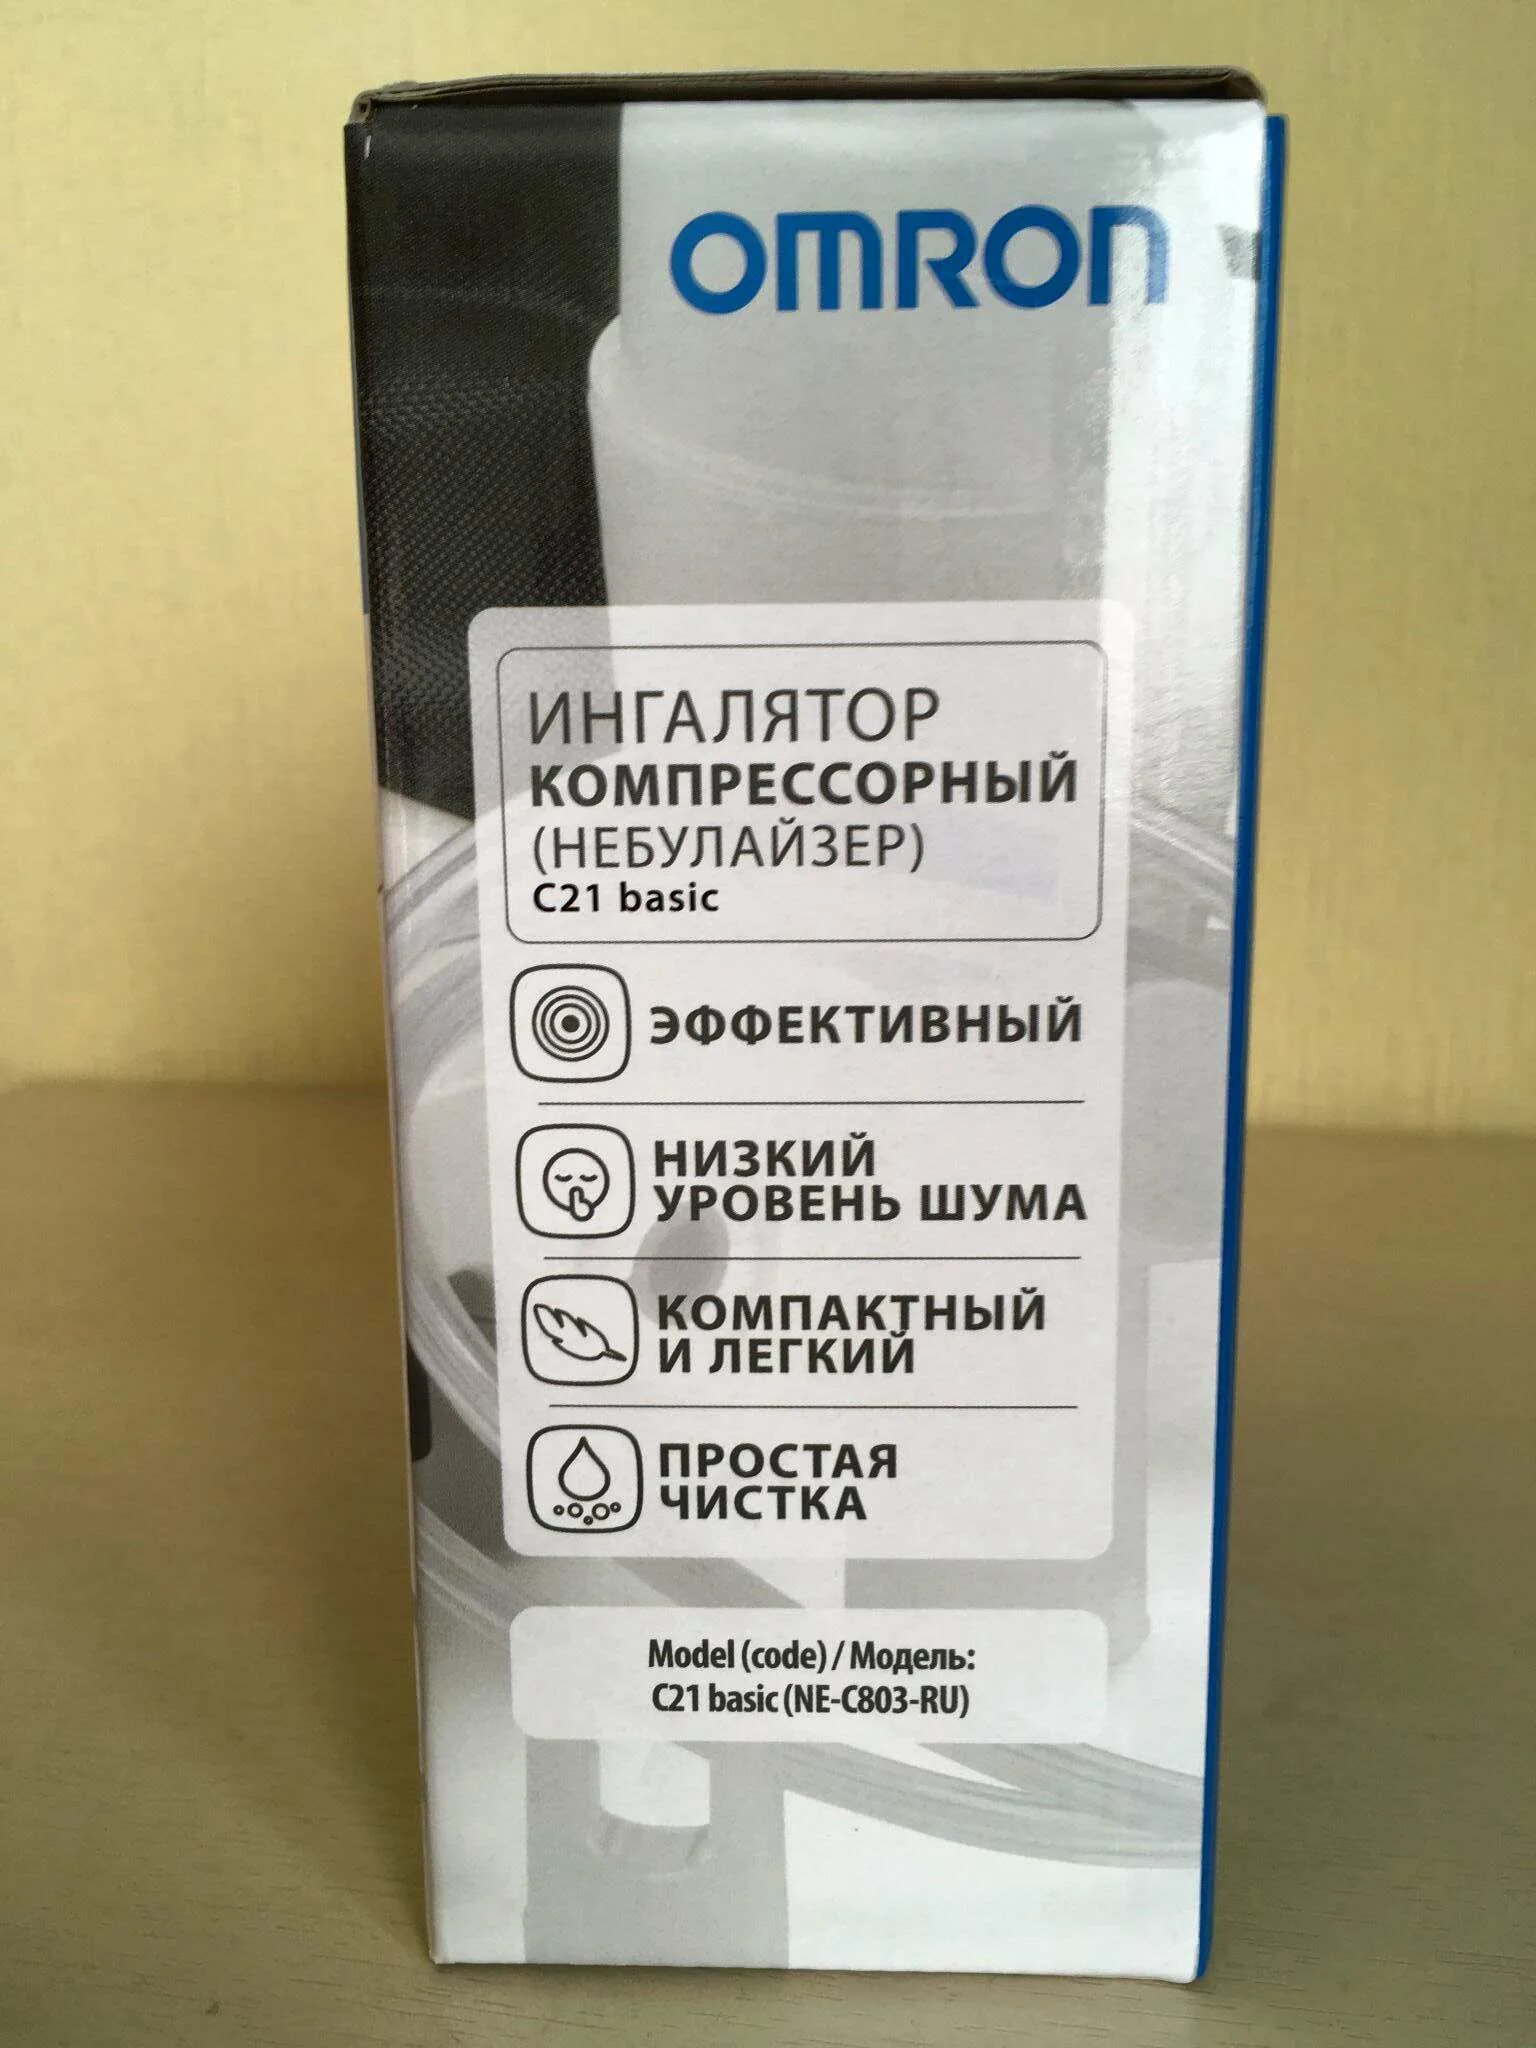 OMRON
ИНГАЛЯТОР
КОМПРЕССОРНЫЙ
(НЕБУЛАЙЗЕР)
C21 basic
ЭФФЕКТИВНЫЙ
НИЗКИЙ
УРОВЕНЬ ШУМА
КОМПАКТНЫЙ
И ЛЕГКИЙ
ПРОСТАЯ
ЧИСТКА
Model (code) / Модель:
C21 basic (NE-C803-RU)